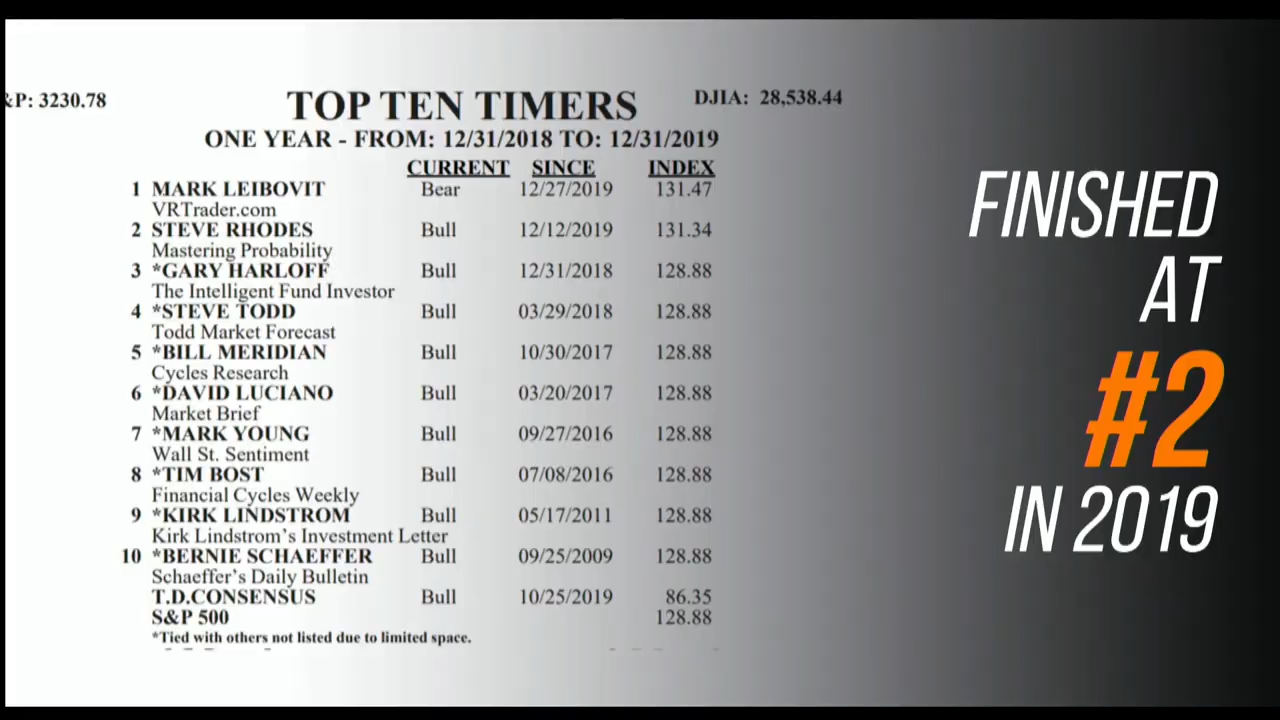 &P: 3230.78
TOP TEN TIMERS
DJIA: 28,538.44
ONE YEAR - FROM: 12/31/2018 TO: 12/31/2019
CURRENT SINCE INDEX
1 MARK LEIBOVIT Bear 12/27/2019 131.47
VRTrader.com
2 STEVE RHODES Bull 12/12/2019 131.34
Mastering Probability
3 *GARY HARLOFF Bull 12/31/2018 128.88
The Intelligent Fund Investor
4 *STEVE TODD Bull 03/29/2018 128.88
Todd Market Forecast
5 *BILL MERIDIAN Bull 10/30/2017 128.88
Cycles Research
6 *DAVID LUCIANO Bull 03/20/2017 128.88
Market Brief
7 *MARK YOUNG Bull 09/27/2016 128.88
Wall St. Sentiment
8 *TIM BOST Bull 07/08/2016 128.88
Financial Cycles Weekly
9 *KIRK LINDSTROM Bull 05/17/2011 128.88
Kirk Lindstrom's Investment Letter
10 *BERNIE SCHAEFFER Bull 09/25/2009 128.88
Schaeffer's Daily Bulletin
T.D.CONSENSUS Bull 10/25/2019 86.35
S&P 500 128.88
*Tied with others not listed due to limited space.
FINISHED
AT
#2
IN 2019